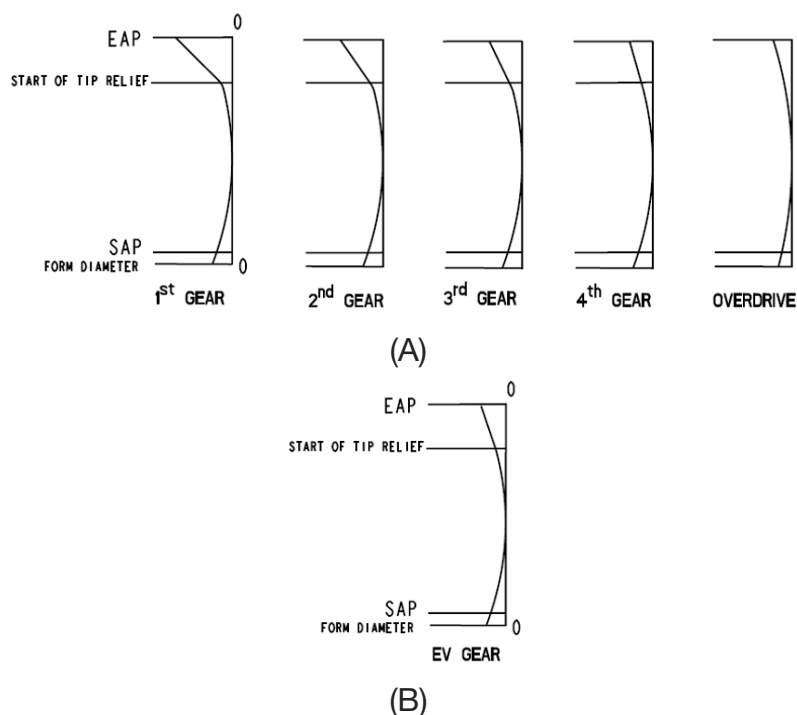 0
EAP
START OF TIP RELIEF
SAP
FORM DIAMETER
0
1st GEAR
2nd GEAR
3rd GEAR
4th GEAR
OVERDRIVE
(A)
0
EAP
START OF TIP RELIEF
SAP
FORM DIAMETER
0
EV GEAR
(B)